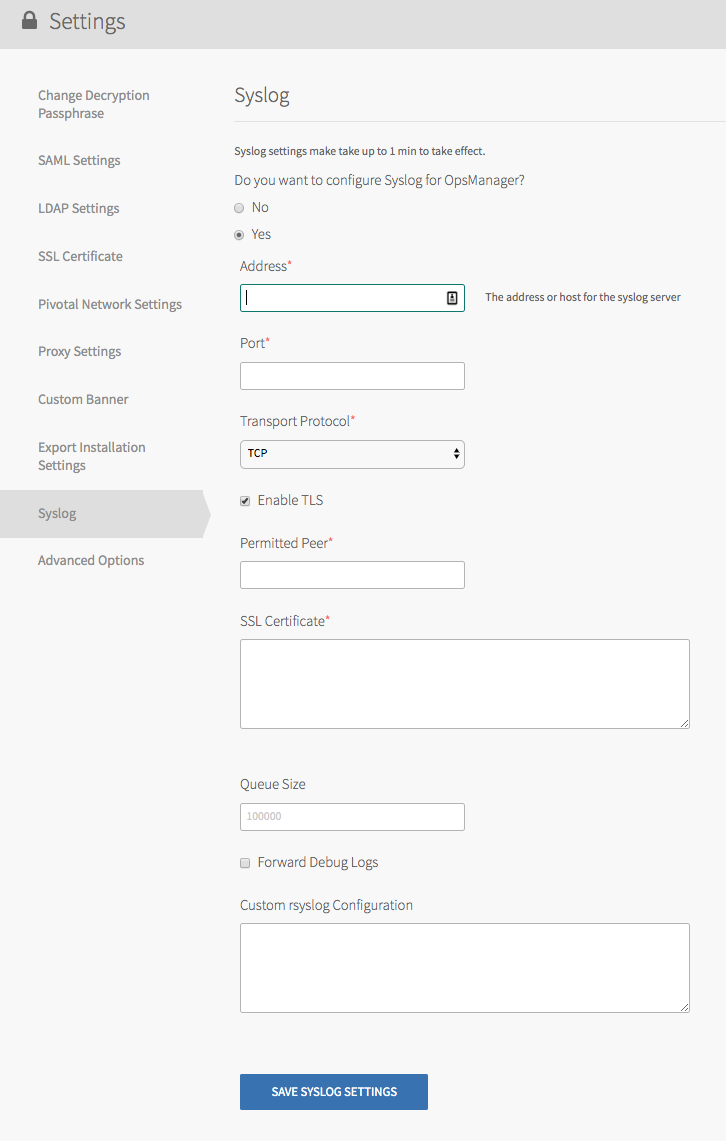 Settings
Change Decryption
Passphrase
SAML Settings
LDAP Settings
SSL Certificate
Pivotal Network Settings
Proxy Settings
Custom Banner
Export Installation
Settings
Syslog
Advanced Options
Syslog
Syslog settings make take up to 1 min to take effect.
Do you want to configure Syslog for OpsManager?
No
Yes
Address*
The address or host for the syslog server
Port*
Transport Protocol*
TCP
Enable TLS
Permitted Peer*
SSL Certificate*
Queue Size
100000
Forward Debug Logs
Custom rsyslog Configuration
SAVE SYSLOG SETTINGS